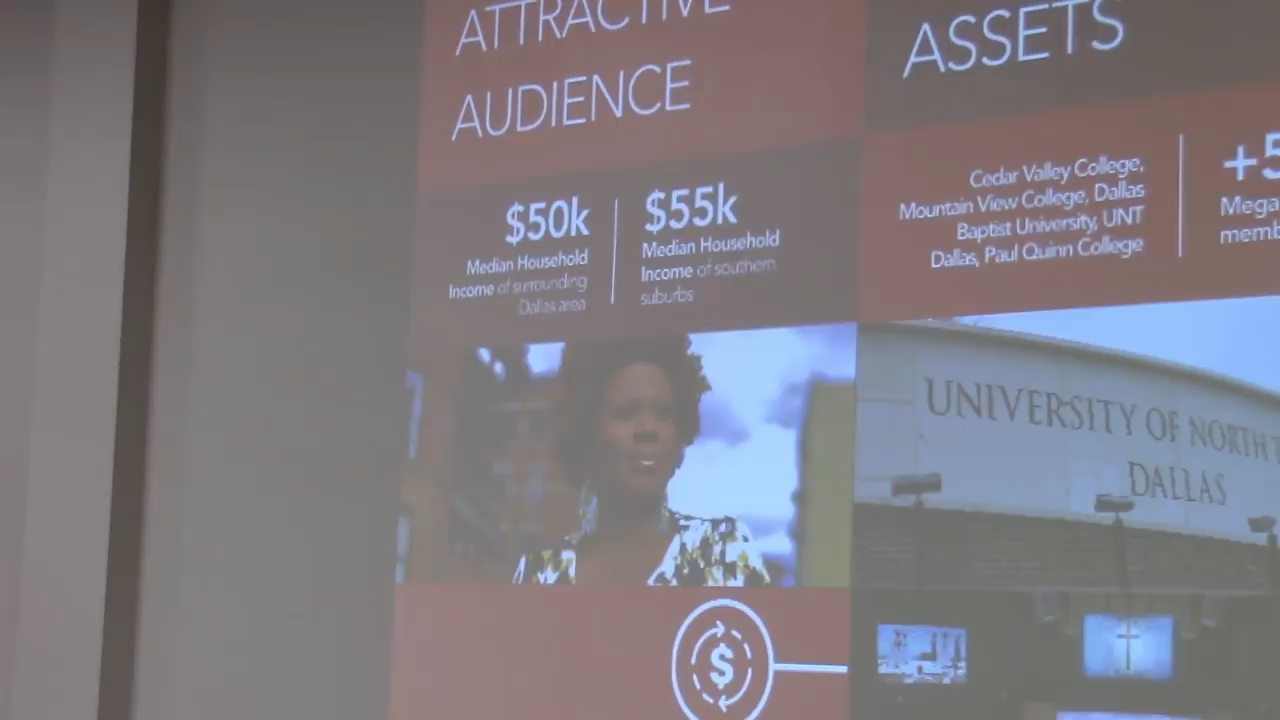 ATTRACTIVE
AUDIENCE
$50k
Median Household
Income of surrounding
Dallas area
$55k
Median Household
Income of southern
suburbs
$
ASSETS
Cedar Valley College,
Mountain View College, Dallas
Baptist University, UNT
Dallas, Paul Quinn College
+5
Mega
memb
UNIVERSITY OF NORTH
DALLAS